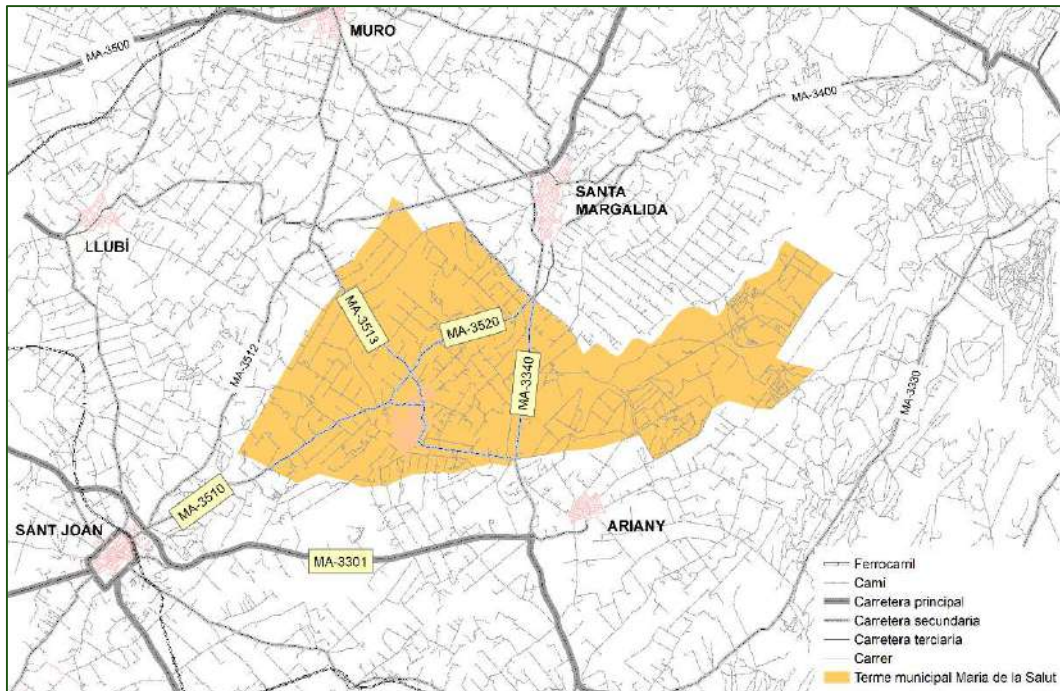 MURO
MA-3500
MA-3400
SANTA
MARGALIDA
LLUBÍ
MA-3513
MA-3520
MA-3512
MA-3340
MA-3330
MA-3510
SANT JOAN
ARIANY
MA-3301
Ferrocarril
Camí
Carretera principal
Carretera secundaria
Carretera terciaria
Carrer
Terme municipal Maria de la Salut